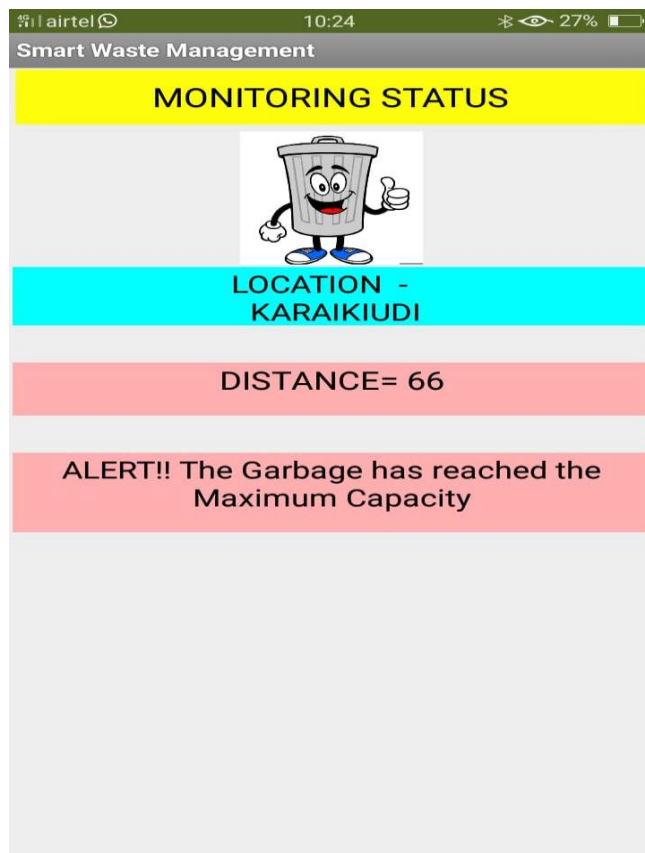 4G airtel 10:24 27%
Smart Waste Management
MONITORING STATUS
LOCATION -
KARAIKIUDI
DISTANCE= 66
ALERT!! The Garbage has reached the
Maximum Capacity